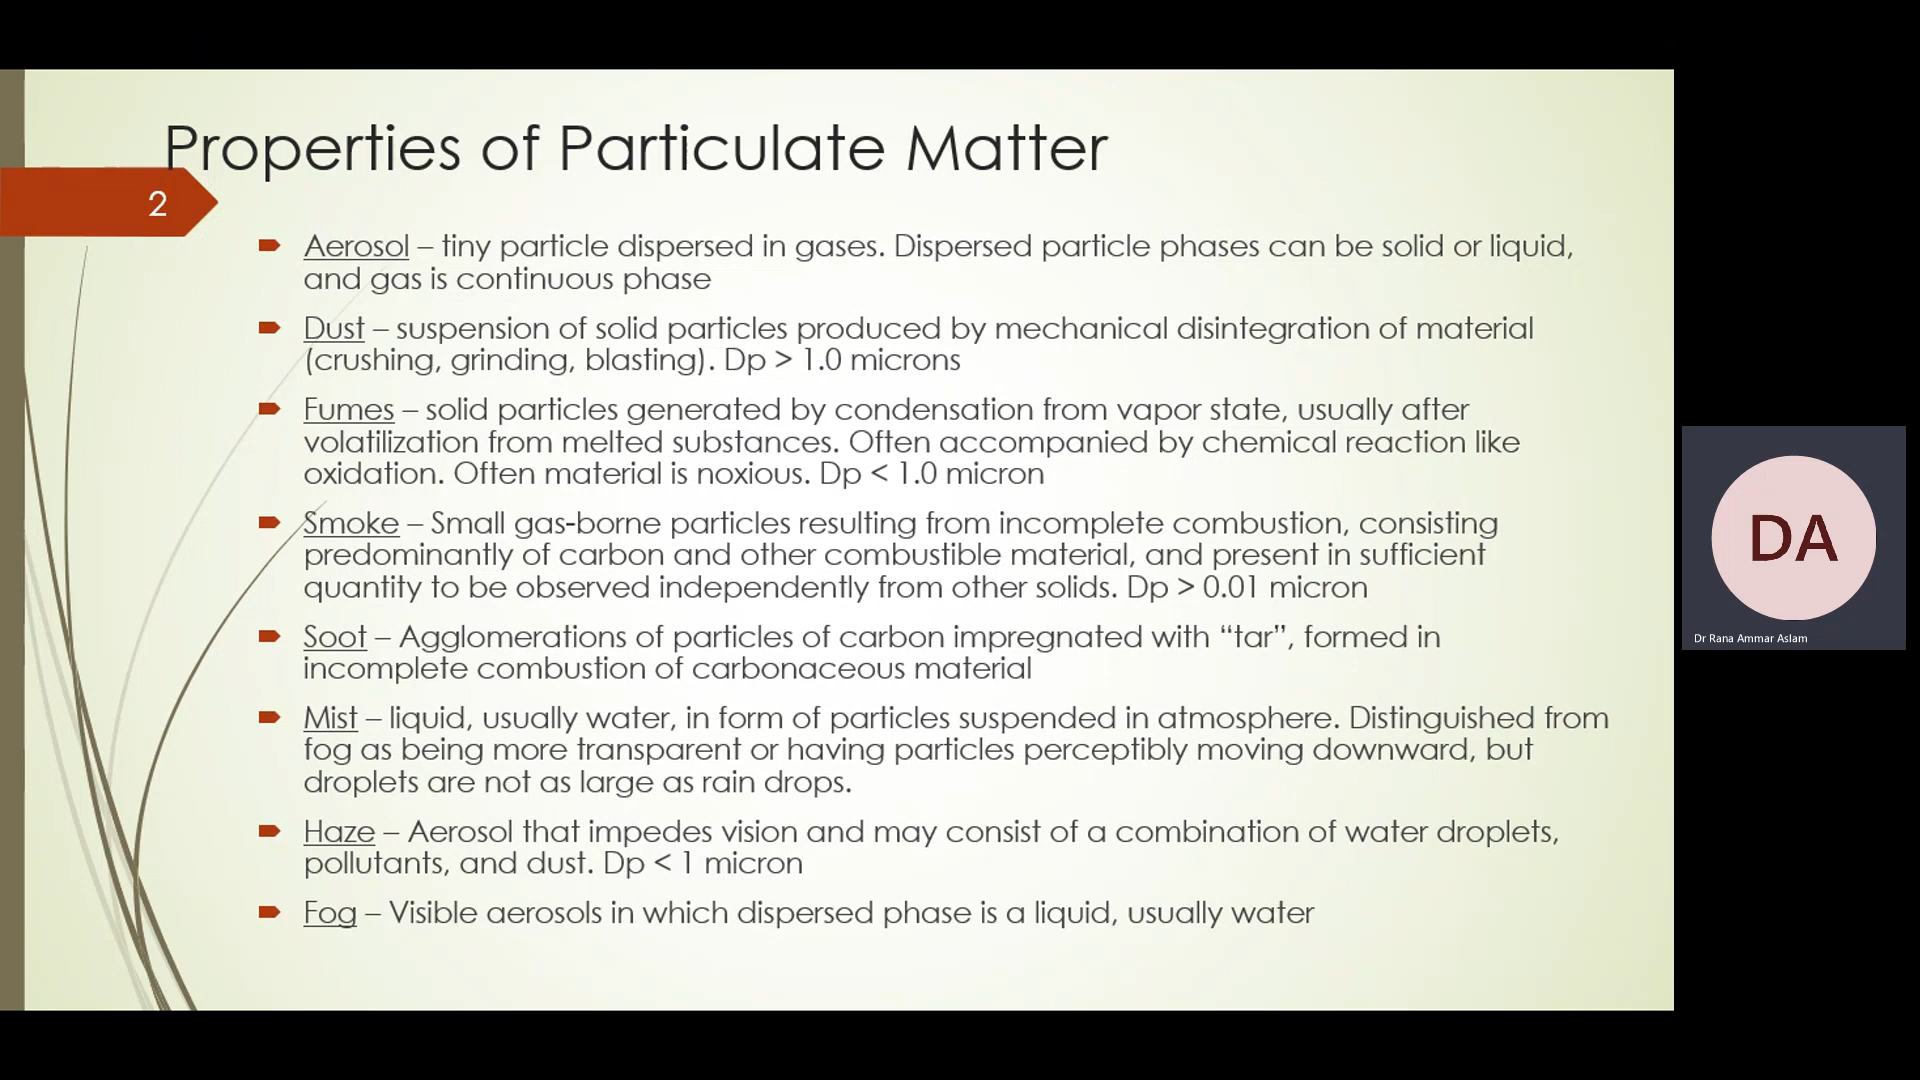 Properties of Particulate Matter
2
Aerosol – tiny particle dispersed in gases. Dispersed particle phases can be solid or liquid,
and gas is continuous phase
Dust – suspension of solid particles produced by mechanical disintegration of material
(crushing, grinding, blasting). Dp > 1.0 microns
Fumes – solid particles generated by condensation from vapor state, usually after
volatilization from melted substances. Often accompanied by chemical reaction like
oxidation. Often material is noxious. Dp < 1.0 micron
Smoke – Small gas-borne particles resulting from incomplete combustion, consisting
predominantly of carbon and other combustible material, and present in sufficient
quantity to be observed independently from other solids. Dp > 0.01 micron
Soot – Agglomerations of particles of carbon impregnated with “tar”, formed in
incomplete combustion of carbonaceous material
Mist – liquid, usually water, in form of particles suspended in atmosphere. Distinguished from
fog as being more transparent or having particles perceptibly moving downward, but
droplets are not as large as rain drops.
Haze – Aerosol that impedes vision and may consist of a combination of water droplets,
pollutants, and dust. Dp < 1 micron
Fog – Visible aerosols in which dispersed phase is a liquid, usually water
DA
Dr Rana Ammar Aslam